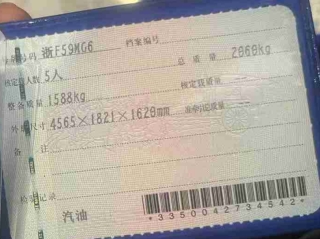 号牌号码 浙F59MG6 档案编号
核定载人数 5人 总质量 2060kg
整备质量 1588kg 核定载质量 --
外廓尺寸 4565×1821×1620mm 准牵引总质量 --
备注
检验记录
汽油
*3350042734542*